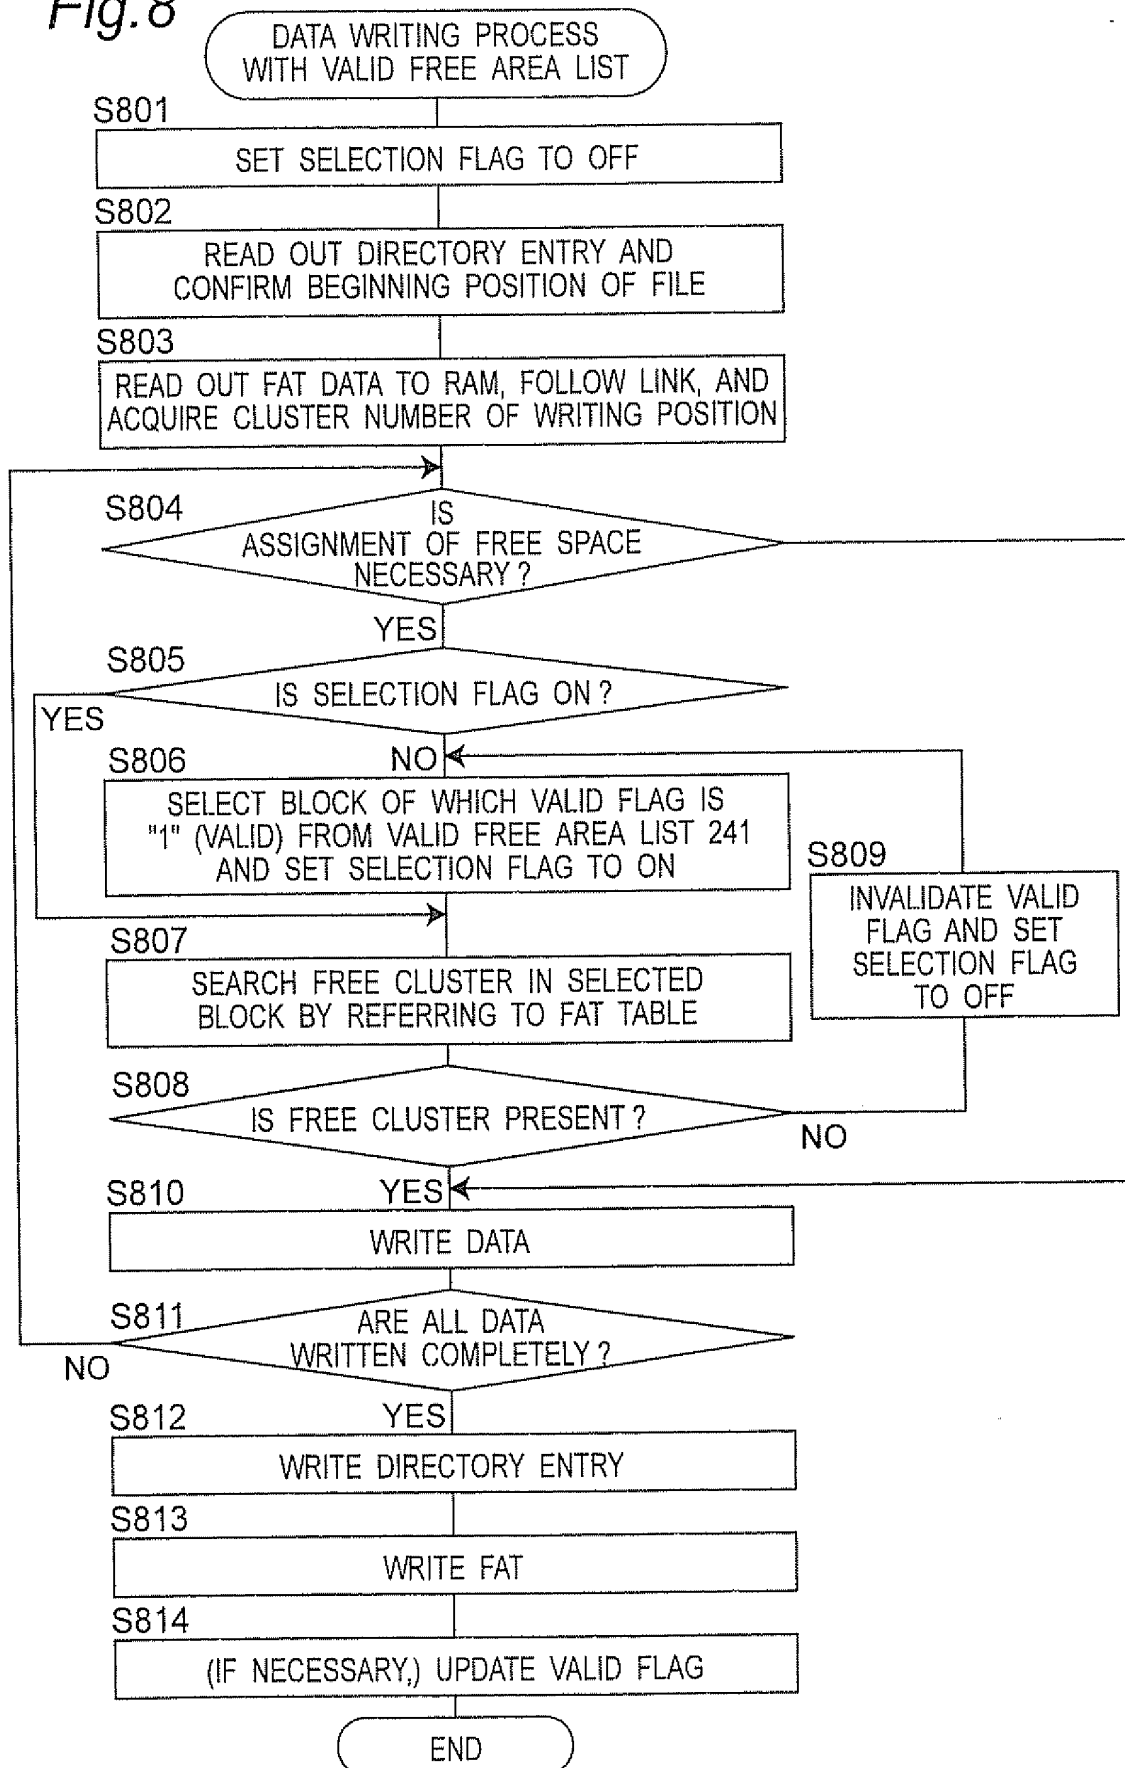 Fig. 8
DATA WRITING PROCESS
WITH VALID FREE AREA LIST
S801
SET SELECTION FLAG TO OFF
S802
READ OUT DIRECTORY ENTRY AND
CONFIRM BEGINNING POSITION OF FILE
S803
READ OUT FAT DATA TO RAM, FOLLOW LINK, AND
ACQUIRE CLUSTER NUMBER OF WRITING POSITION
S804
IS
ASSIGNMENT OF FREE SPACE
NECESSARY?
YES
S805
IS SELECTION FLAG ON?
YES
NO
S806
SELECT BLOCK OF WHICH VALID FLAG IS
"1" (VALID) FROM VALID FREE AREA LIST 241
AND SET SELECTION FLAG TO ON
S809
INVALIDATE VALID
FLAG AND SET
SELECTION FLAG
TO OFF
S807
SEARCH FREE CLUSTER IN SELECTED
BLOCK BY REFERRING TO FAT TABLE
S808
IS FREE CLUSTER PRESENT?
NO
YES
S810
WRITE DATA
S811
ARE ALL DATA
WRITTEN COMPLETELY?
NO
YES
S812
WRITE DIRECTORY ENTRY
S813
WRITE FAT
S814
(IF NECESSARY,) UPDATE VALID FLAG
END